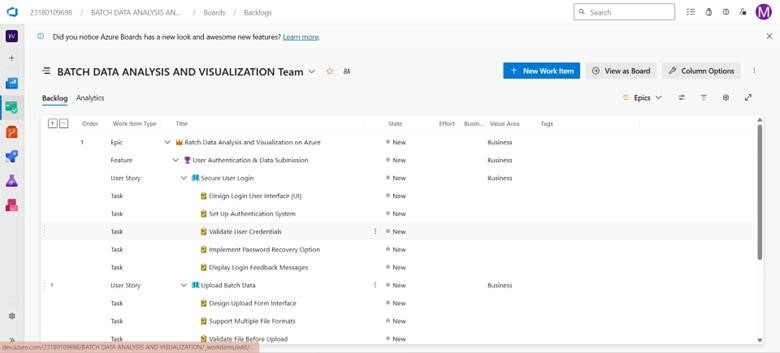 23180109698 / BATCH DATA ANALYSIS AN... / Boards / Backlogs Search M
BV Did you notice Azure Boards has a new look and awesome new features? Learn more.
BATCH DATA ANALYSIS AND VISUALIZATION Team + New Work Item View as Board Column Options
Backlog Analytics Epics
Order Work Item Type Title State Effort Busin... Value Area Tags
1 Epic Batch Data Analysis and Visualization on Azure New Business
Feature User Authentication & Data Submission New Business
User Story Secure User Login New Business
Task Design Login User Interface (UI) New
Task Set Up Authentication System New
Task Validate User Credentials New
Task Implement Password Recovery Option New
Task Display Login Feedback Messages New
+ User Story Upload Batch Data New Business
Task Design Upload Form Interface New
Task Support Multiple File Formats New
Task Validate File Before Upload New
dev.azure.com/23180109698/BATCH DATA ANALYSIS AND VISUALIZATION/_workitems/edit/...